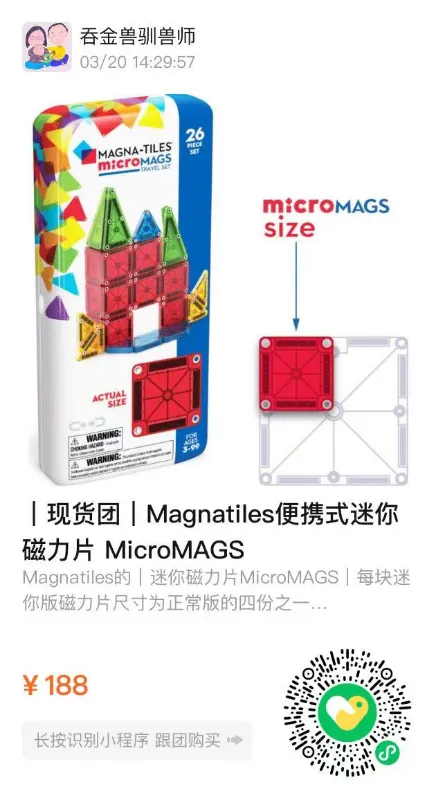 吞金兽驯兽师
03/20 14:29:57
26
PIECE
SET
MAGNA-TILES®
microMAGS
TRAVEL SET
microMAGS
size
ACTUAL
SIZE
WARNING:
WARNING:
FOR
AGES
3-99
｜现货团｜Magnatiles便携式迷你
磁力片 MicroMAGS
Magnatiles的｜迷你磁力片MicroMAGS｜每块迷
你版磁力片尺寸为正常版的四份之一...
¥ 188
长按识别小程序 跟团购买